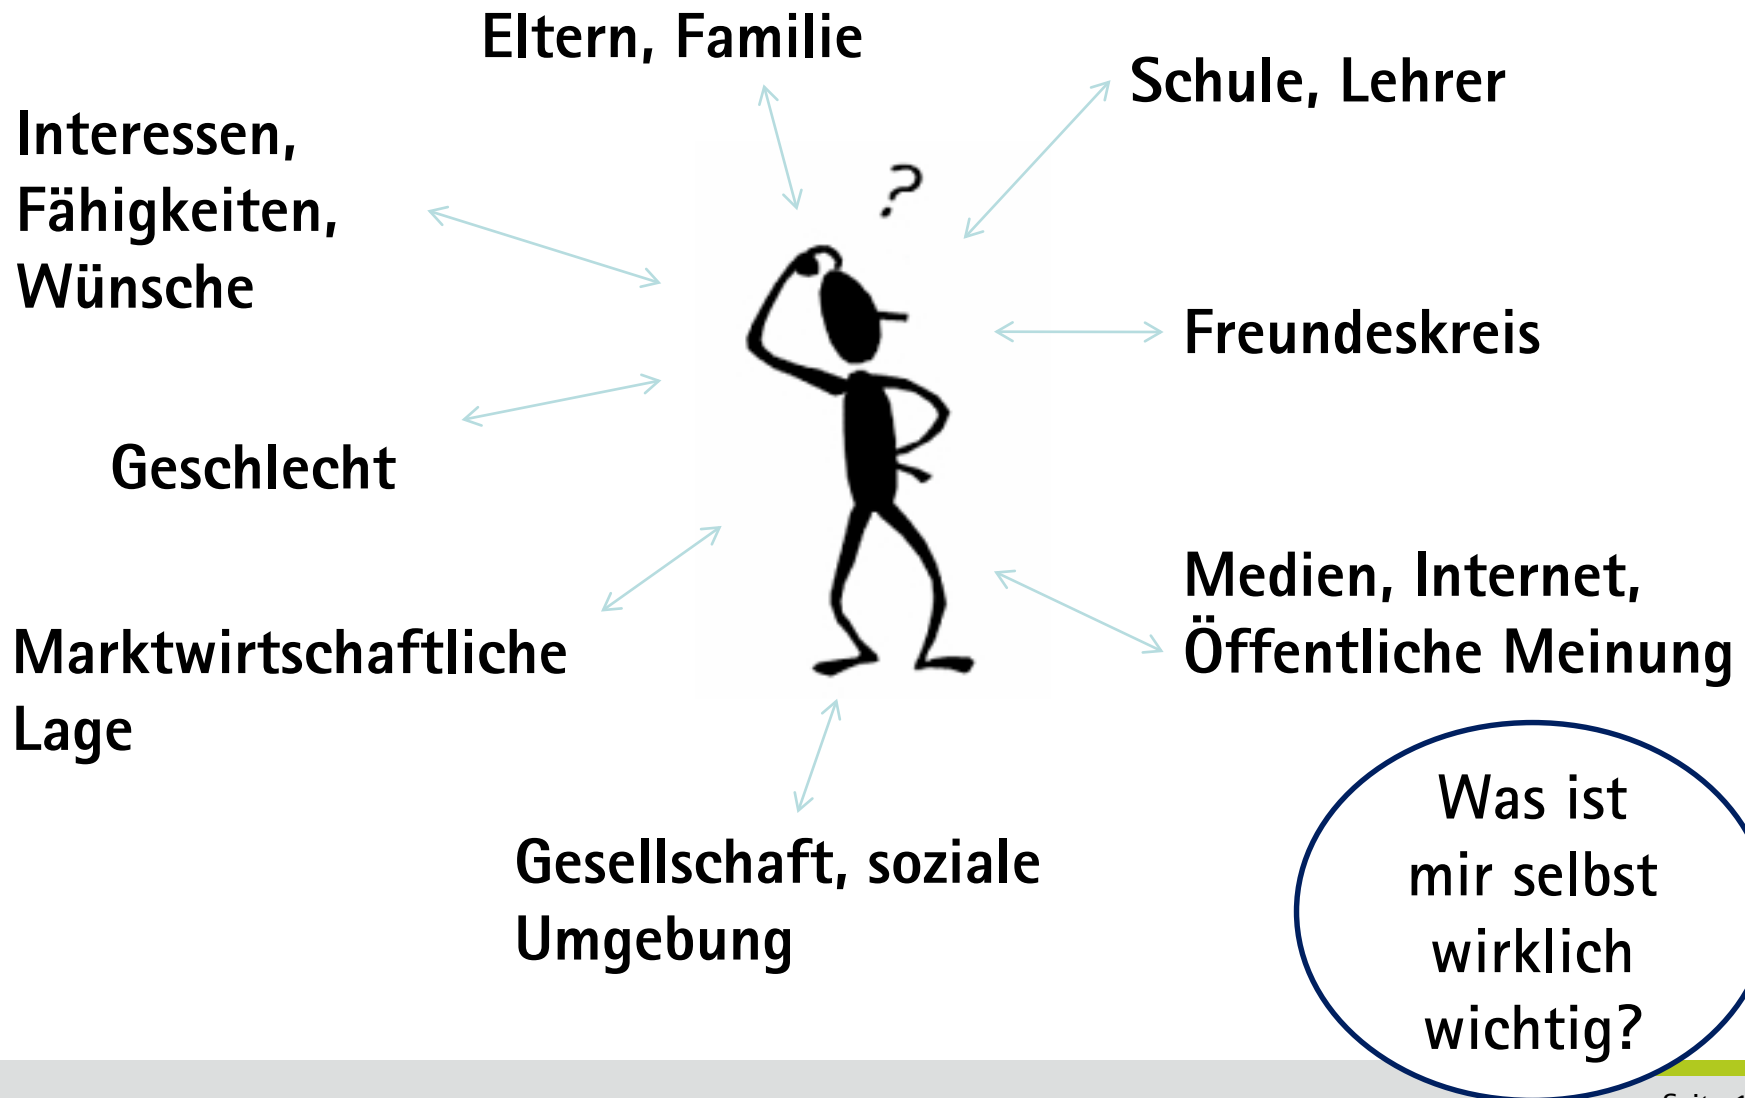 Eltern, Familie
Schule, Lehrer
Interessen,
Fähigkeiten,
Wünsche
?
Freundeskreis
Geschlecht
Medien, Internet,
Öffentliche Meinung
Marktwirtschaftliche
Lage
Gesellschaft, soziale
Umgebung
Was ist
mir selbst
wirklich
wichtig?